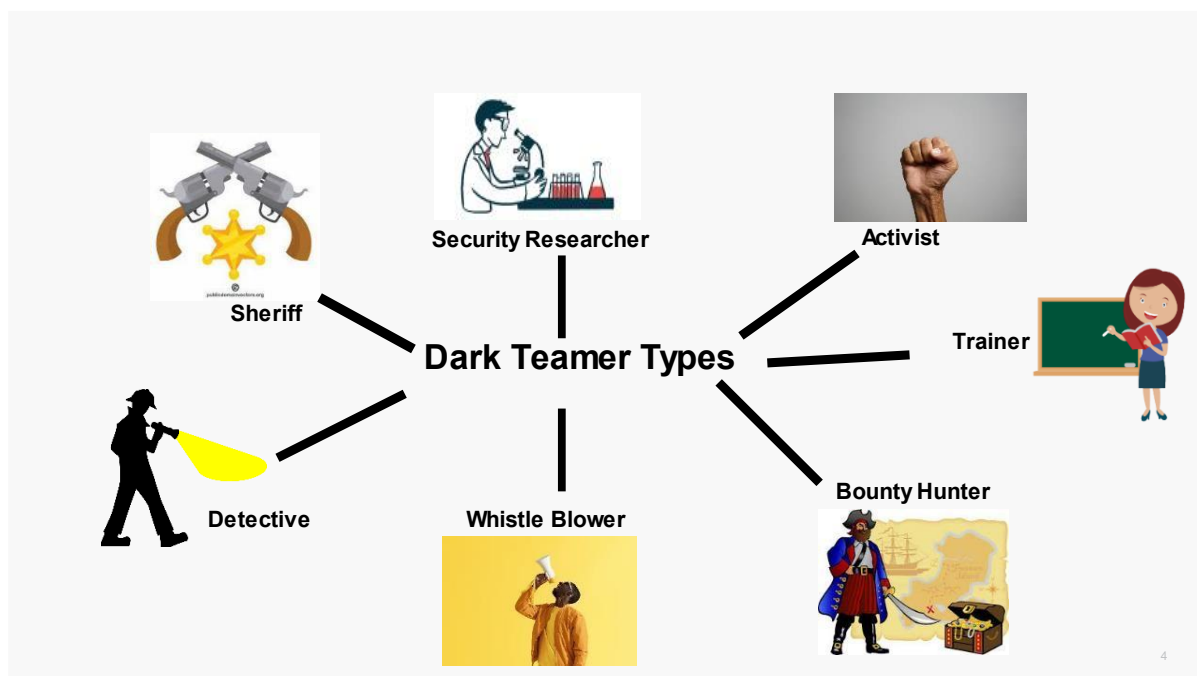 Security Researcher
Activist
Sheriff
Trainer
Dark Teamer Types
Bounty Hunter
Detective
Whistle Blower
4